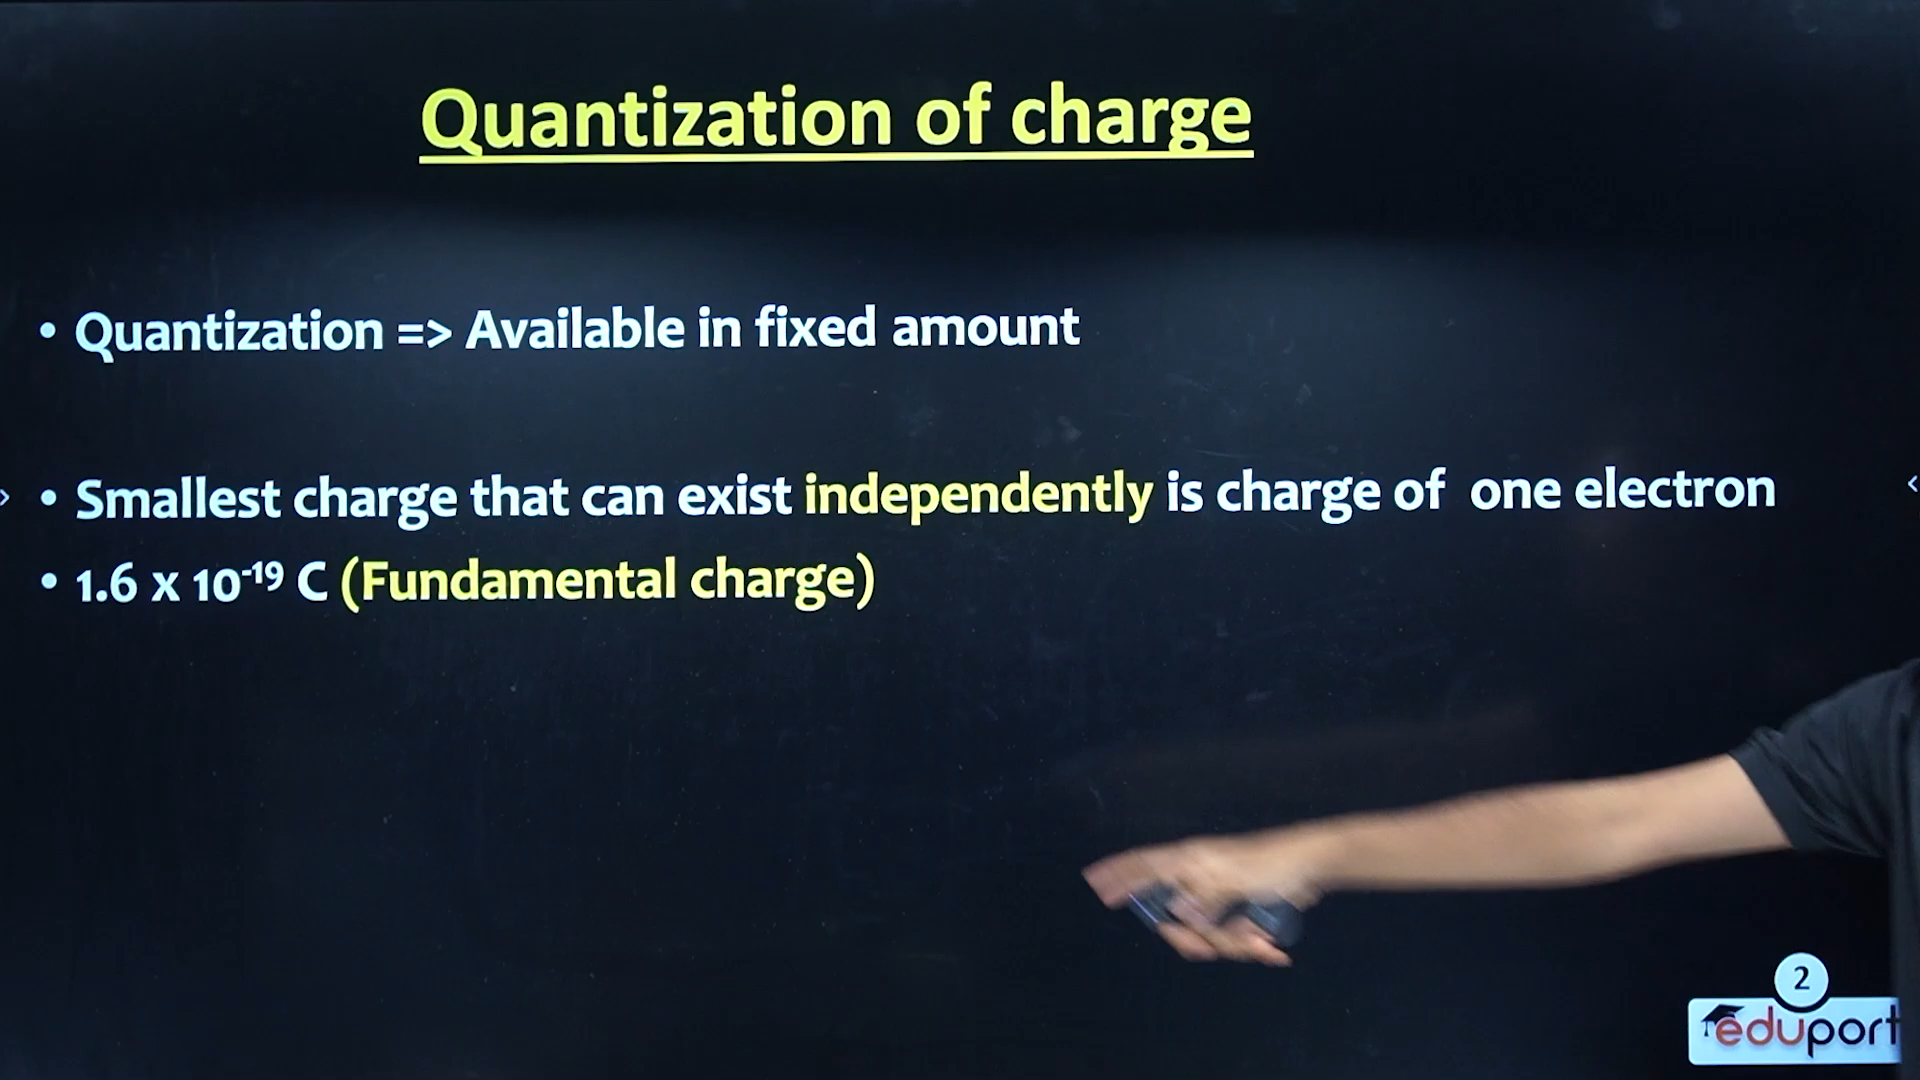 Quantization of charge
• Quantization => Available in fixed amount
• Smallest charge that can exist independently is charge of one electron
• 1.6 x 10⁻¹⁹ C (Fundamental charge)
2
eduport